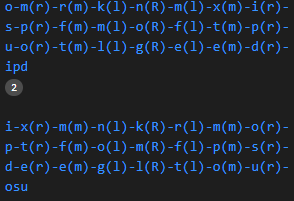 o-m(r)-r(m)-k(l)-n(R)-m(l)-x(m)-i(r)-
s-p(r)-f(m)-m(l)-o(R)-f(l)-t(m)-p(r)-
u-o(r)-t(m)-l(l)-g(R)-e(l)-e(m)-d(r)-
ipd
2
i-x(r)-m(m)-n(l)-k(R)-r(l)-m(m)-o(r)-
p-t(r)-f(m)-o(l)-m(R)-f(l)-p(m)-s(r)-
d-e(r)-e(m)-g(l)-l(R)-t(l)-o(m)-u(r)-
osu